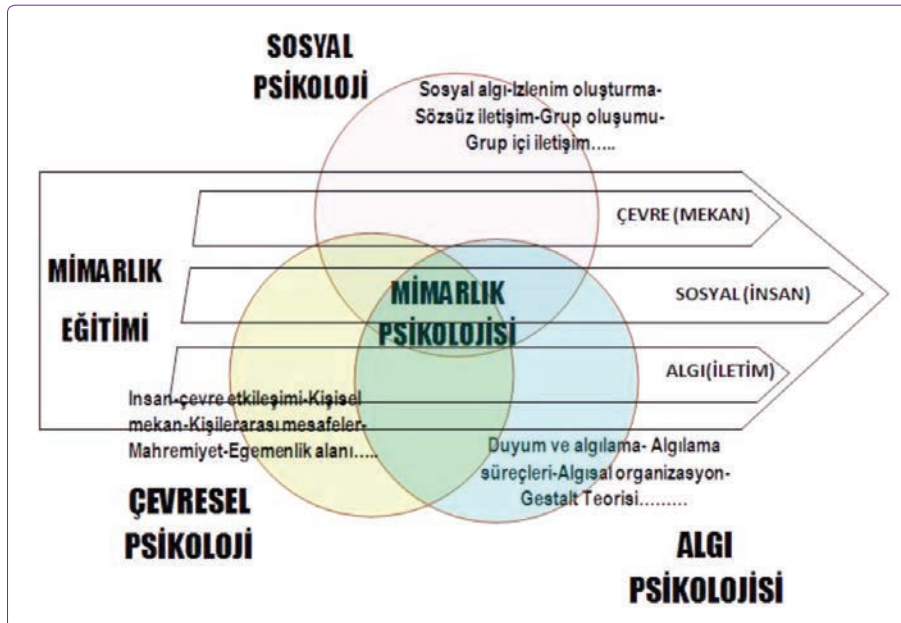 SOSYAL
PSİKOLOJİ
Sosyal algı-Izlenim oluşturma-
Sözsüz iletişim-Grup oluşumu-
Grup içi iletişim…..
ÇEVRE (MEKAN)
MİMARLIK
EĞİTİMİ
MİMARLIK
PSİKOLOJİSİ
SOSYAL (İNSAN)
ALGI(İLETİM)
Insan-çevre etkileşimi-Kişisel
mekan-Kişilerarası mesafeler-
Mahremiyet-Egemenlik alanı…..
Duyum ve algılama- Algılama
süreçleri-Algısal organizasyon-
Gestalt Teorisi………
ÇEVRESEL
PSİKOLOJİ
ALGI
PSİKOLOJİSİ